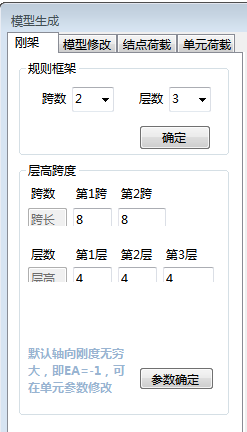 模型生成
刚架 模型修改 结点荷载 单元荷载
规则框架
跨数 2 层数 3
确定
层高跨度
跨数 第1跨 第2跨
跨长 8 8
层数 第1层 第2层 第3层
层高 4 4 4
默认轴向刚度无穷
大，即EA=-1，可
在单元参数修改
参数确定